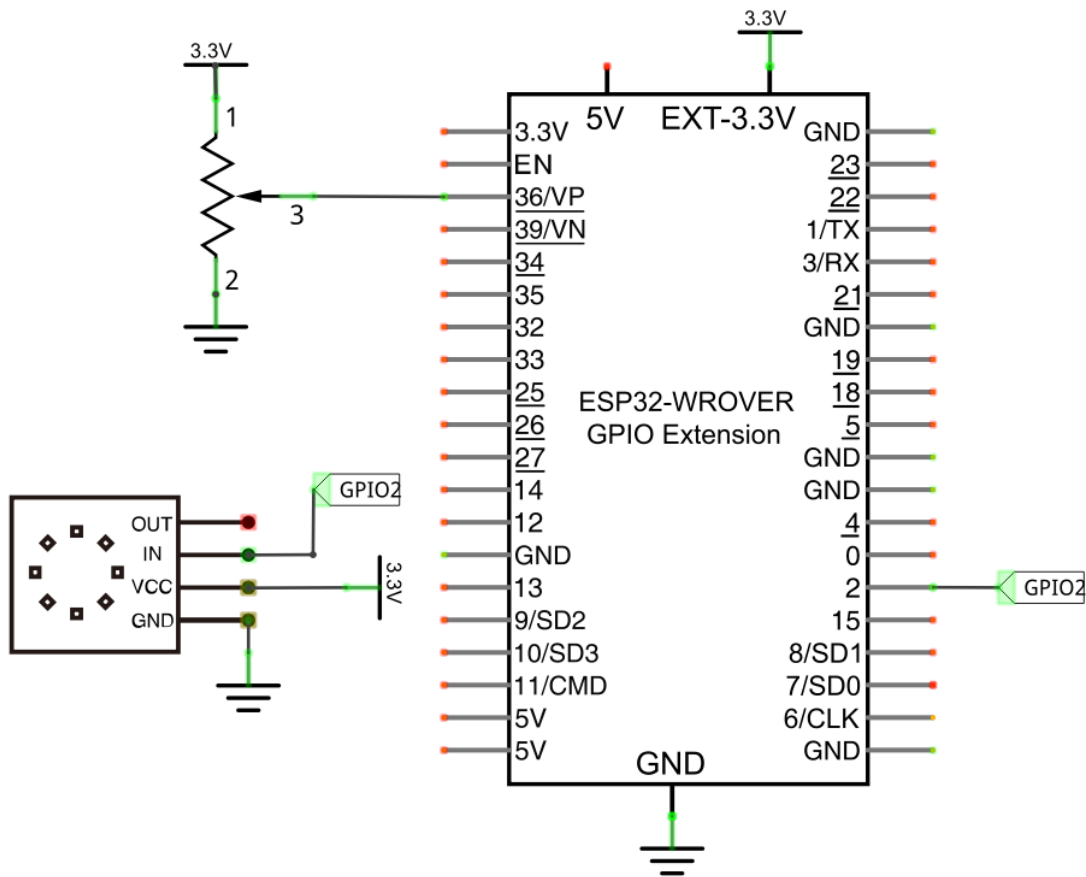 3.3V
1
3
2
3.3V
5V
EXT-3.3V
3.3V
EN
36/VP
39/VN
34
35
32
33
25
26
27
14
12
GND
13
9/SD2
10/SD3
11/CMD
5V
5V
ESP32-WROVER
GPIO Extension
GND
23
22
1/TX
3/RX
21
GND
19
18
5
GND
GND
4
0
2
15
8/SD1
7/SD0
6/CLK
GND
GND
GPIO2
OUT
IN
VCC
GND
GPIO2
3.3V